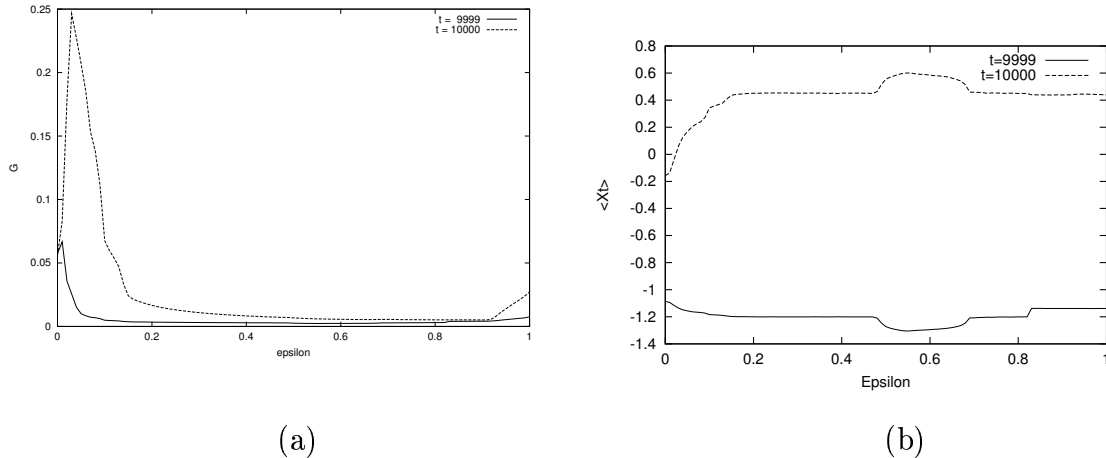 0.25
0.2
0.15
0.1
0.05
0
G
0 0.2 0.4 0.6 0.8 1
epsilon
t = 9999
t = 10000
(a)
0.8
0.6
0.4
0.2
0
-0.2
-0.4
-0.6
-0.8
-1
-1.2
-1.4
<Xt>
0 0.2 0.4 0.6 0.8 1
Epsilon
t=9999
t=10000
(b)